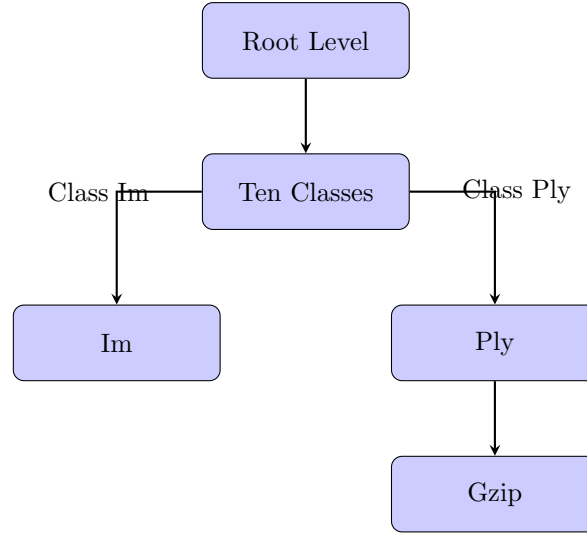 Root Level
Ten Classes
Class Im
Class Ply
Im
Ply
Gzip